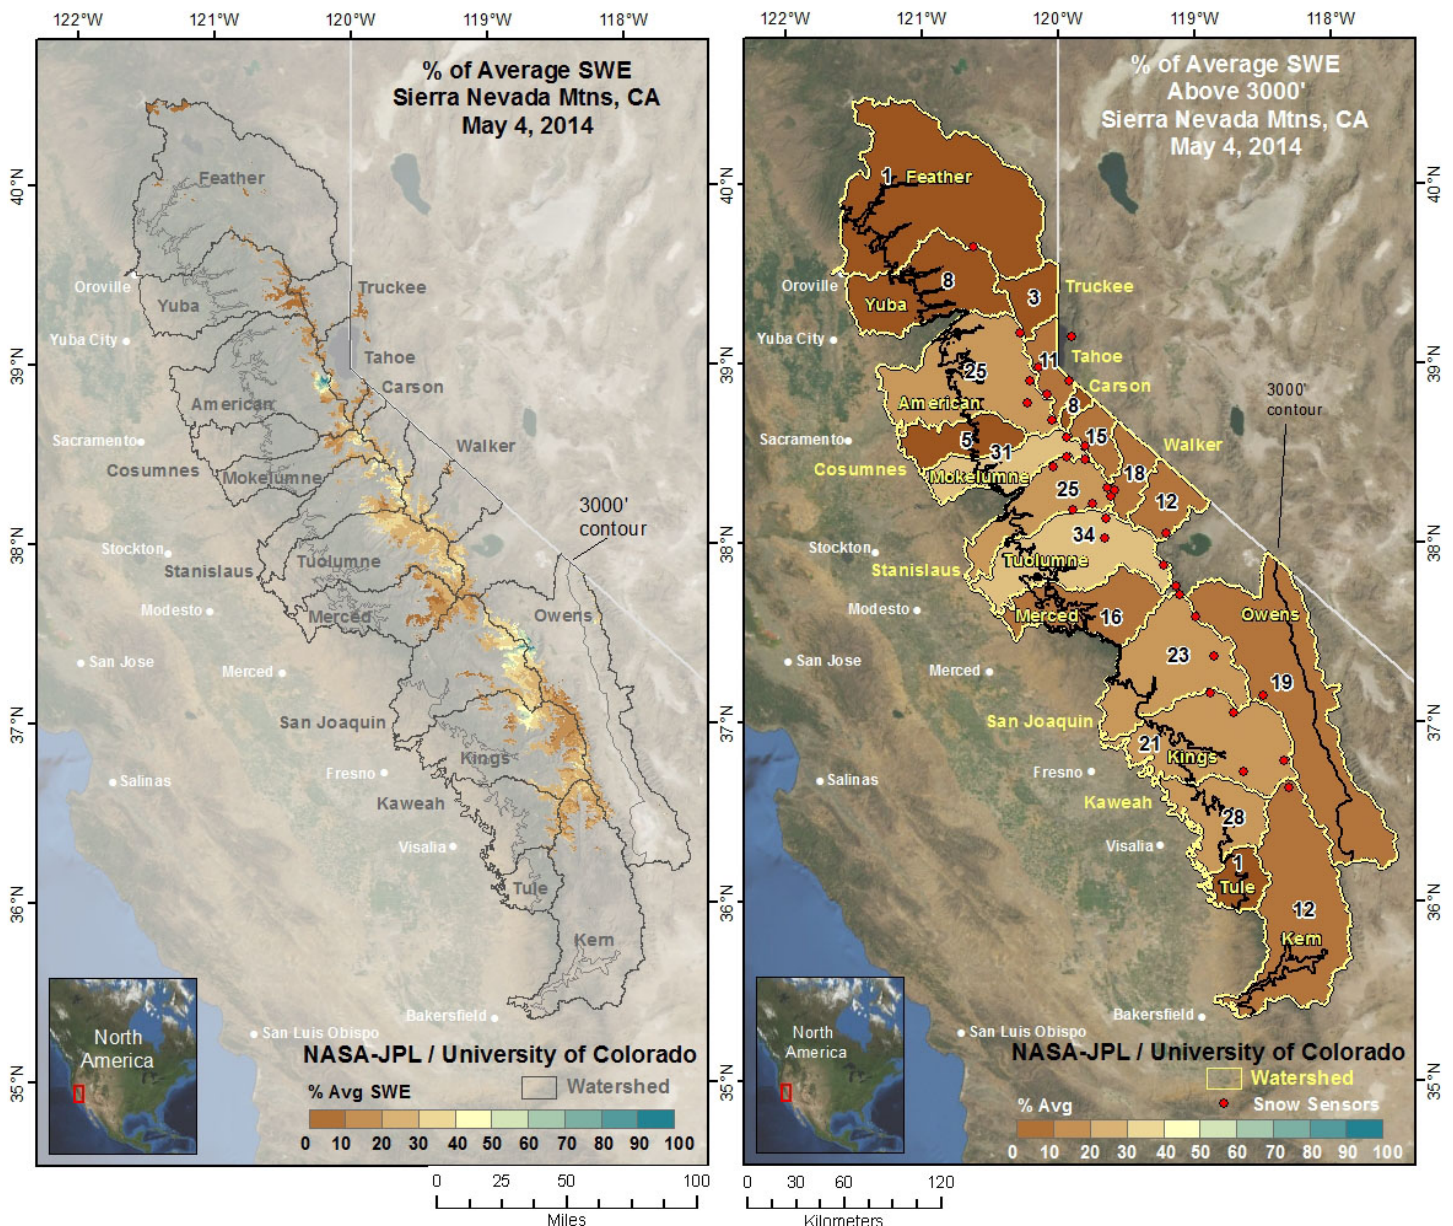 122°W 121°W 120°W 119°W 118°W
% of Average SWE
Sierra Nevada Mtns, CA
May 4, 2014
40°N
39°N
38°N
37°N
36°N
35°N
Feather
Oroville
Truckee
Yuba
Yuba City
Tahoe
Carson
American
Sacramento
Walker
Cosumnes
Mokelumne
3000'
contour
Stockton
Tuolumne
Stanislaus
Modesto
Merced
Owens
San Jose
Merced
San Joaquin
Kings
Salinas
Fresno
Kaweah
Visalia
Tule
Kern
Bakersfield
San Luis Obispo
North
America
NASA-JPL / University of Colorado
% Avg SWE
Watershed
0 10 20 30 40 50 60 70 80 90 100
0 25 50 100
Miles
122°W 121°W 120°W 119°W 118°W
% of Average SWE
Above 3000'
Sierra Nevada Mtns, CA
May 4, 2014
40°N
39°N
38°N
37°N
36°N
35°N
1
Feather
Oroville
8
3
Truckee
Yuba
Yuba City
11
Tahoe
25
Carson
American
8
3000'
contour
Sacramento
5
15
Walker
31
Cosumnes
Mokelumne
18
25
12
34
Stockton
Tuolumne
Stanislaus
Modesto
Merced
16
Owens
San Jose
Merced
23
19
San Joaquin
21
Kings
Salinas
Fresno
Kaweah
28
Visalia
1
Tule
12
Kern
Bakersfield
San Luis Obispo
North
America
NASA-JPL / University of Colorado
Watershed
% Avg
Snow Sensors
0 10 20 30 40 50 60 70 80 90 100
0 30 60 120
Kilometers